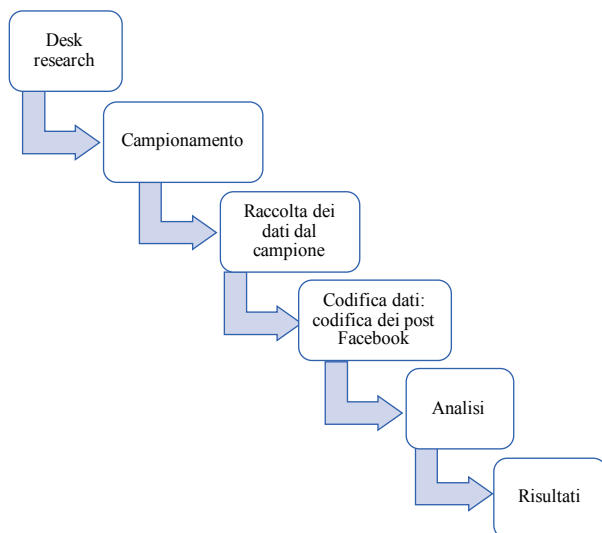 Desk
research
Campionamento
Raccolta dei
dati dal
campione
Codifica dati:
codifica dei post
Facebook
Analisi
Risultati